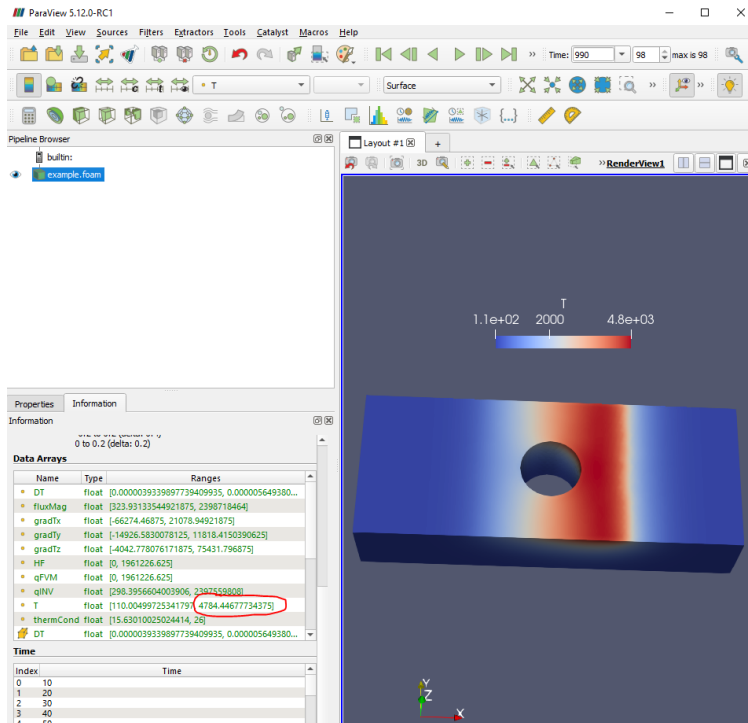 ParaView 5.12.0-RC1
File Edit View Sources Filters Extractors Tools Catalyst Macros Help
Time: 990 98 max is 98
T Surface
3D
Pipeline Browser
builtin:
example.foam
Layout #1
RenderView1
T
1.1e+02 2000 4.8e+03
Properties Information
Information
0 to 0.2 (delta: 0.2)
Data Arrays
Name Type Ranges
DT float [0.0000039339897739409935, 0.000005649380...
fluxMag float [323.93133544921875, 2398718464]
gradTx float [-66274.46875, 21078.94921875]
gradTy float [-14926.5830078125, 11818.4150390625]
gradTz float [-4042.778076171875, 75431.796875]
HF float [0, 1961226.625]
qFVM float [0, 1961226.625]
qINV float [298.3956604003906, 2397559808]
T float [110.00499725341797, 4784.44677734375]
thermCond float [15.63010025024414, 26]
DT float [0.0000039339897739409935, 0.000005649380...
Time
Index Time
0 10
1 20
2 30
3 40
4 50
Y
Z
X